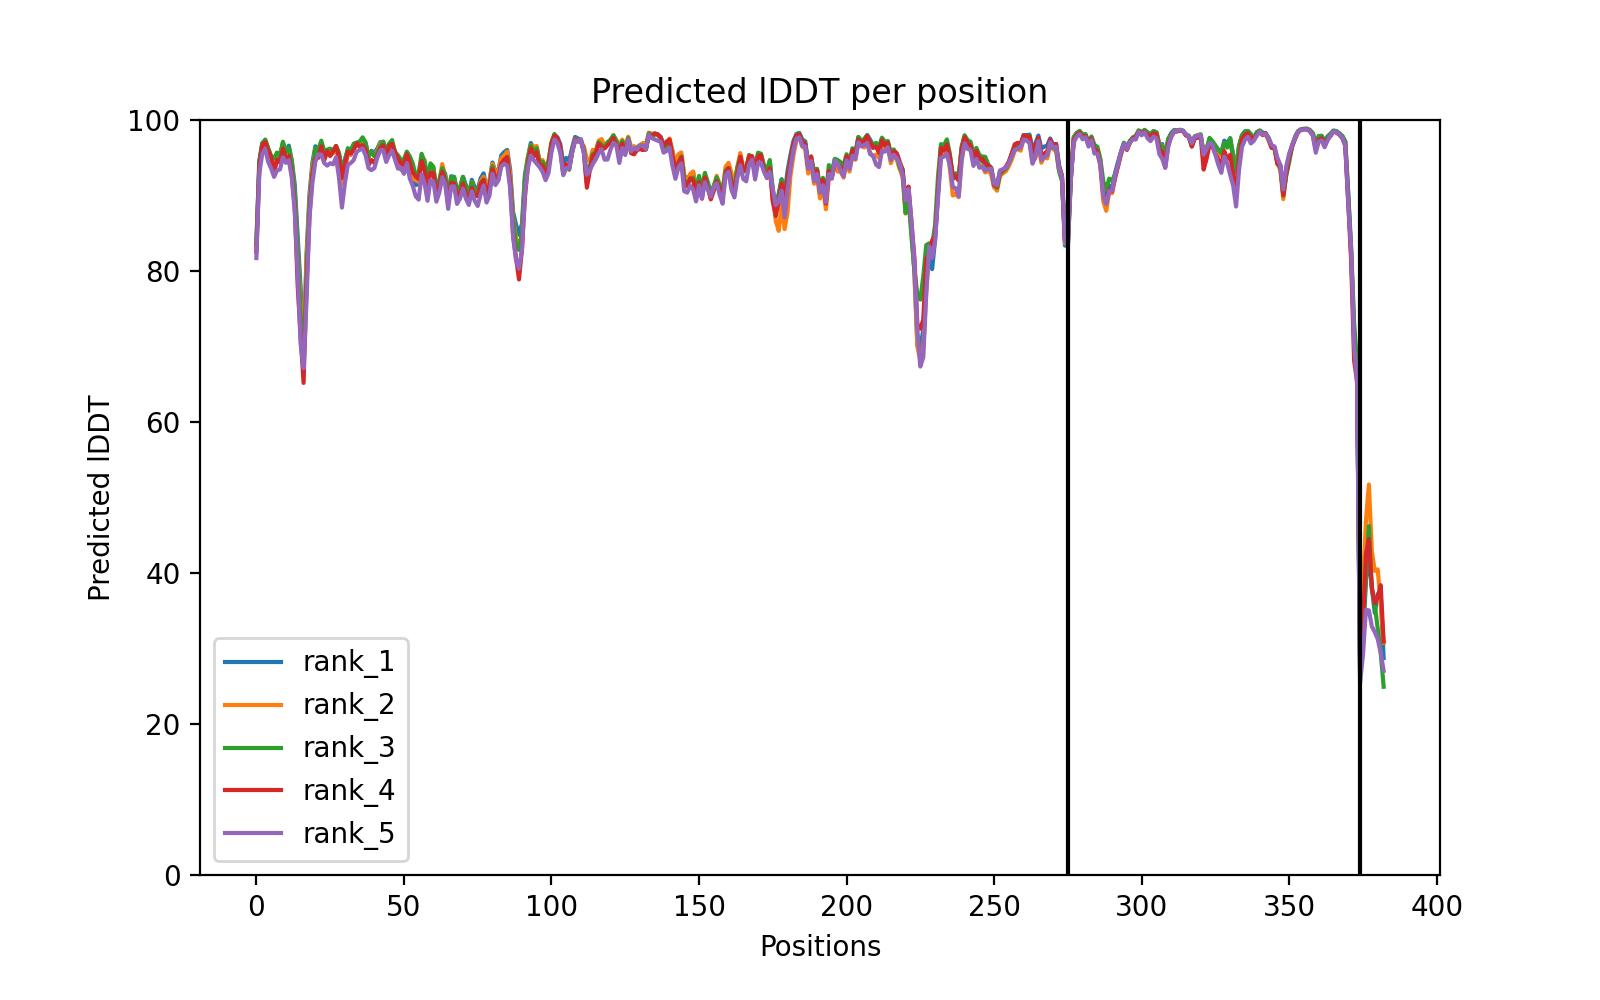 Predicted lDDT per position
100
80
60
40
20
0
Predicted lDDT
rank_1
rank_2
rank_3
rank_4
rank_5
0 50 100 150 200 250 300 350 400
Positions